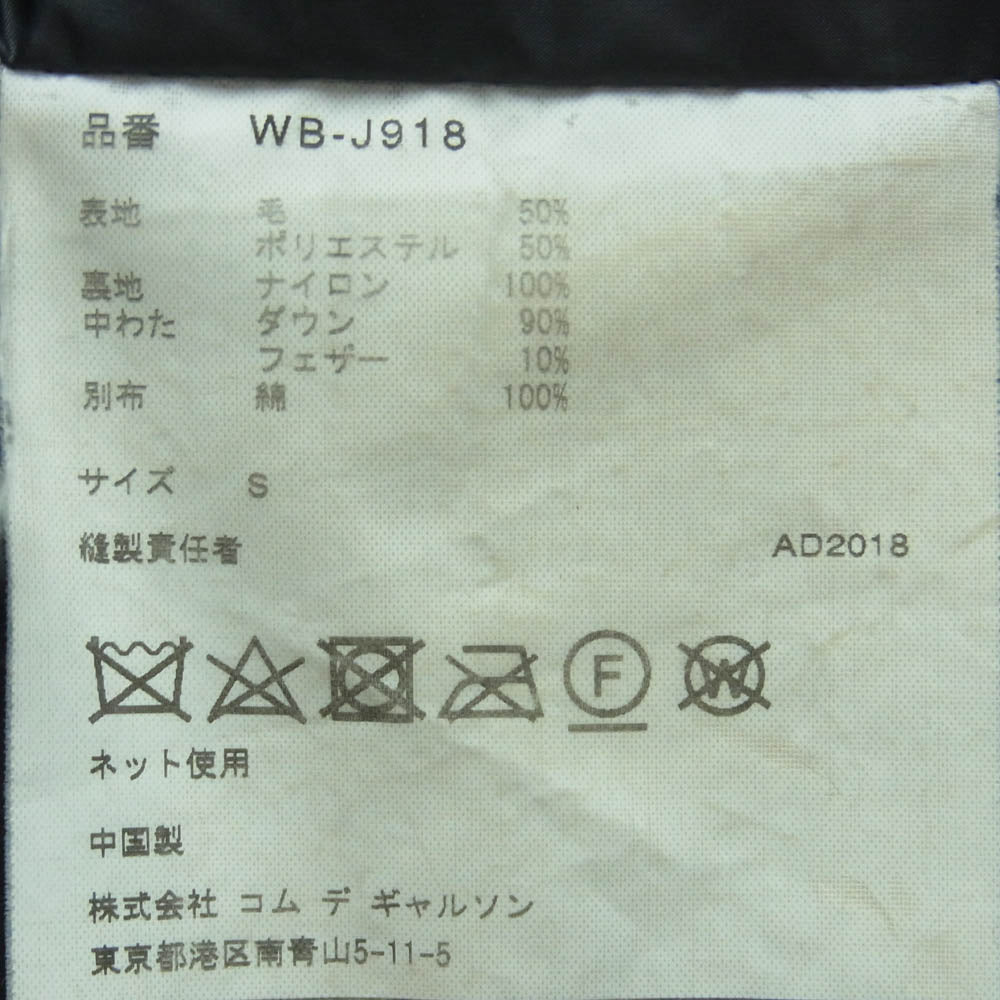 品番 WB-J918
表地 毛 50%
ポリエステル 50%
裏地 ナイロン 100%
中わた ダウン 90%
フェザー 10%
別布 綿 100%
サイズ S
縫製責任者 AD2018
F W
ネット使用
中国製
株式会社 コム デ ギャルソン
東京都港区南青山5-11-5